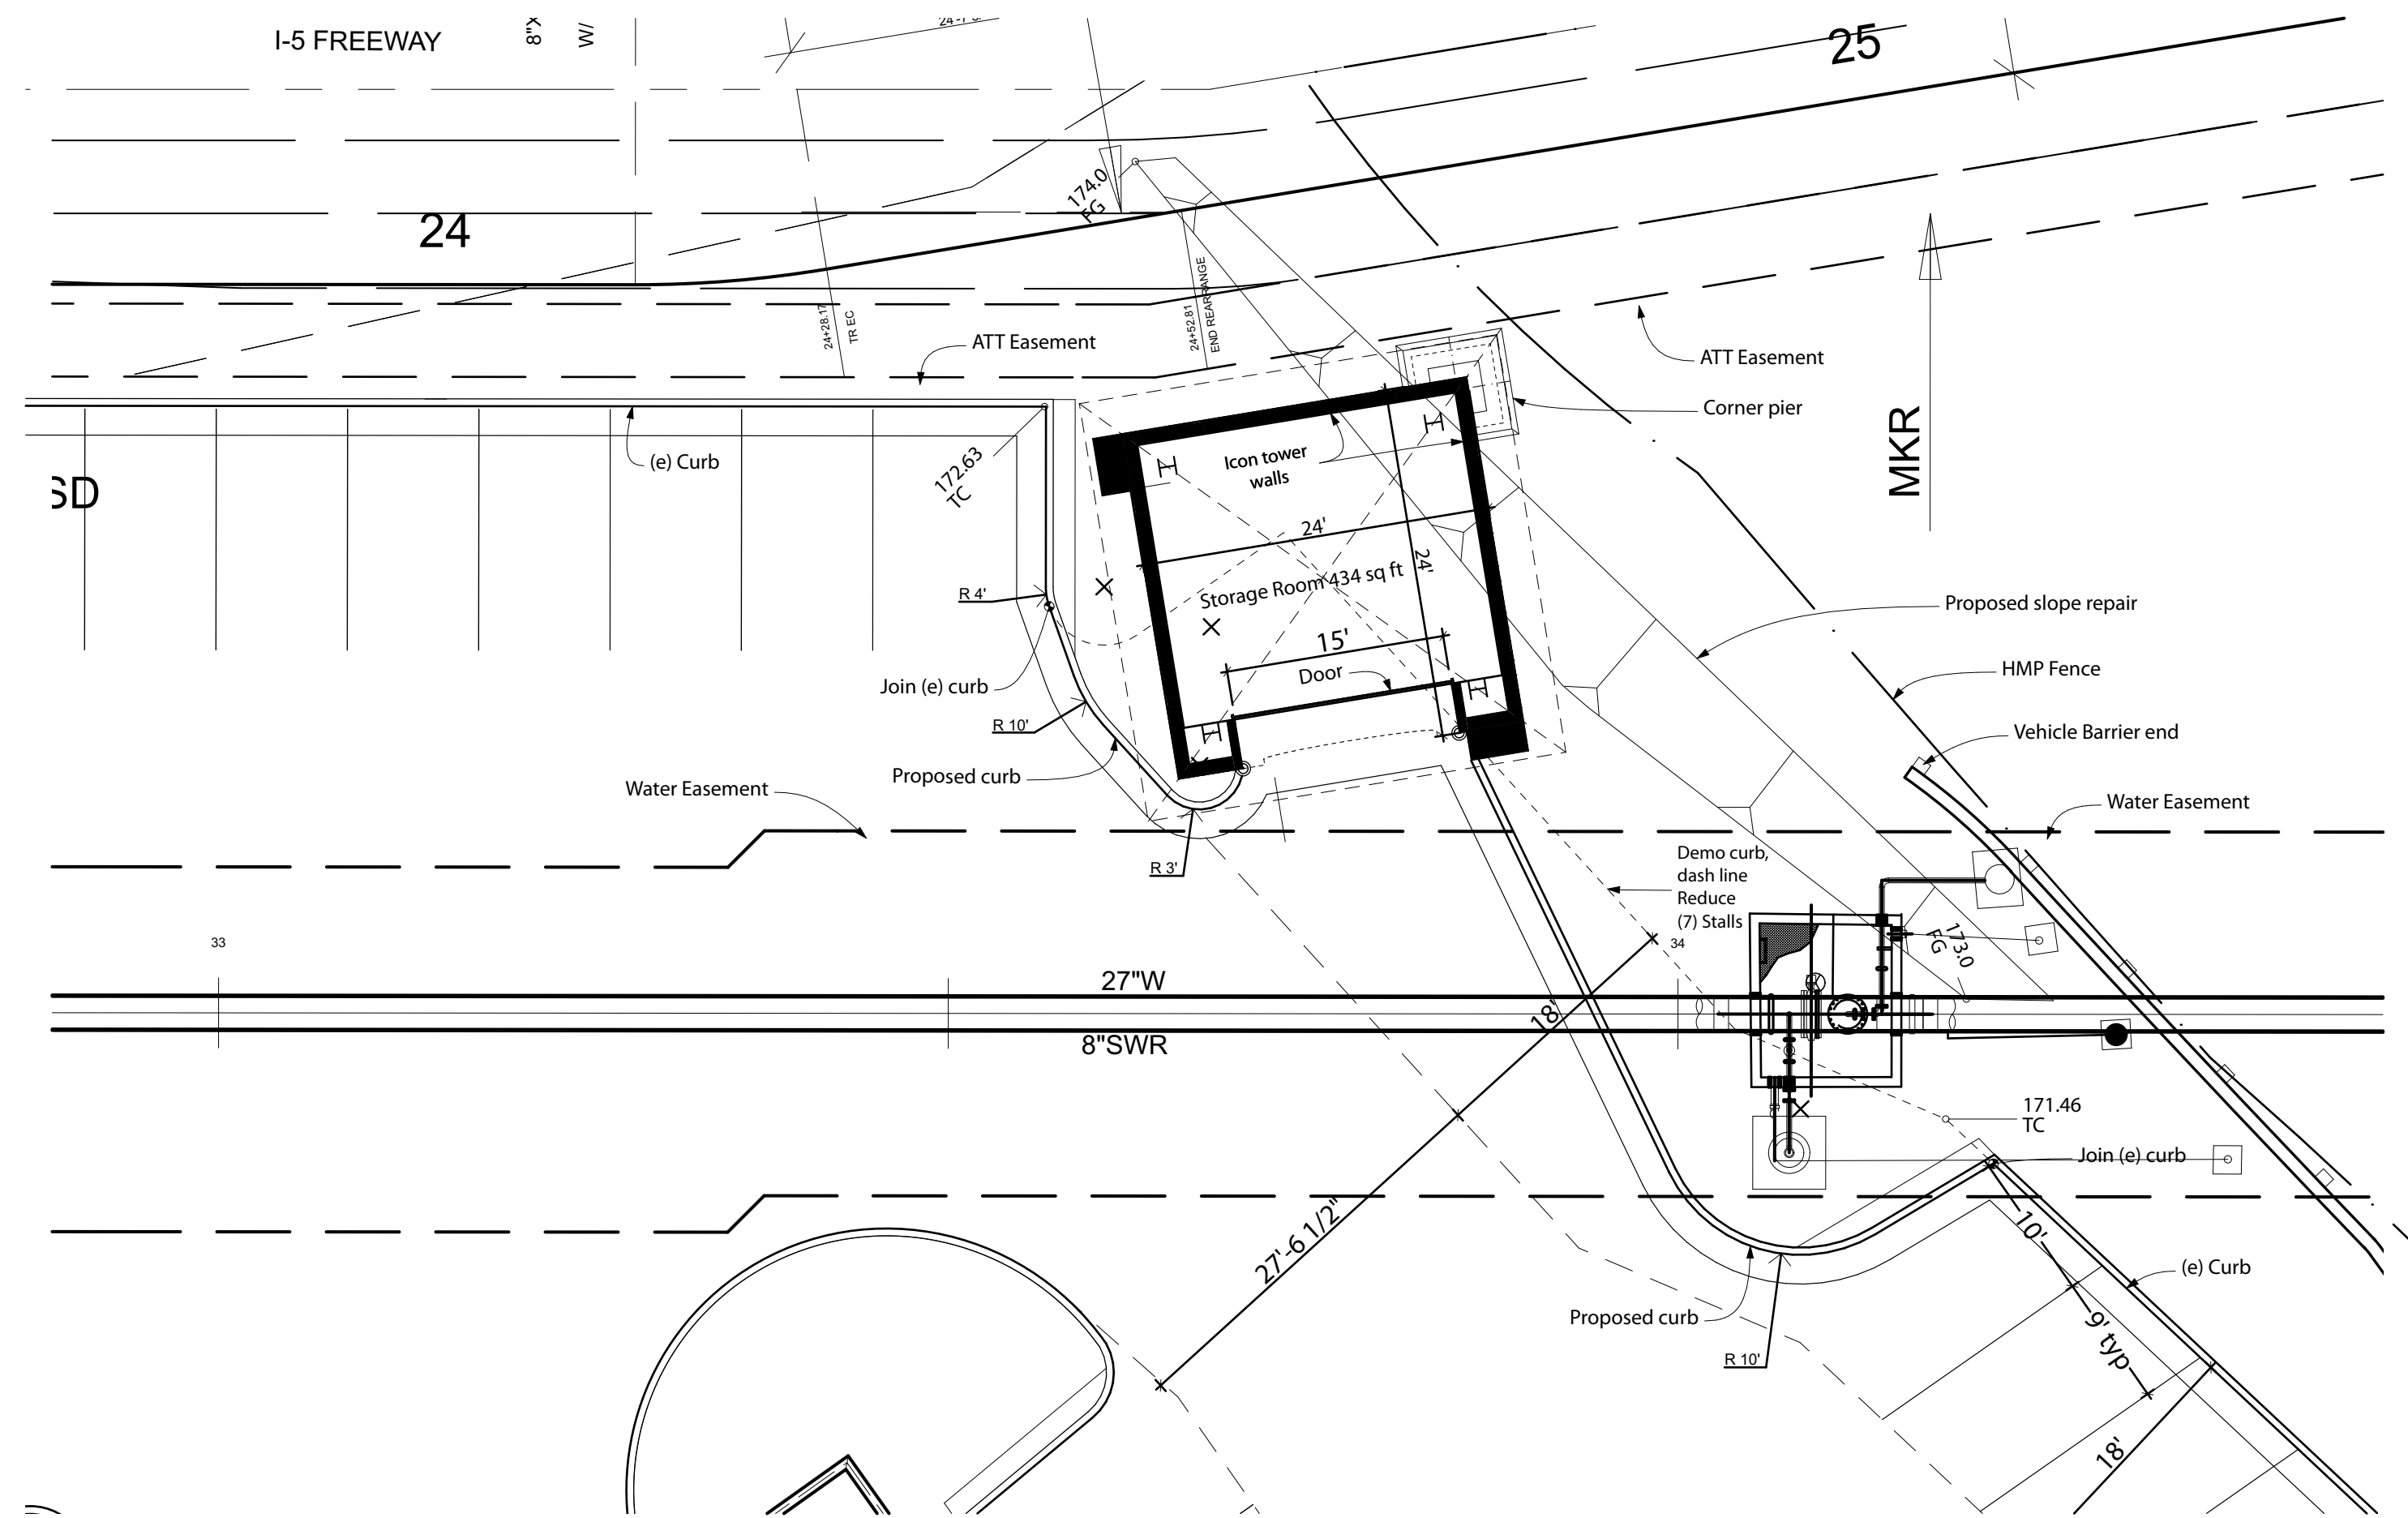 I-5 FREEWAY
8"X
W/
25
174.0
FG
24
24+28.17
TR EC
24+52.81
END REARRANGE
ATT Easement
ATT Easement
Corner pier
MKR
(e) Curb
172.63
TC
SD
Icon tower
walls
24'
24'
Storage Room 434 sq ft
R 4'
15'
Door
Proposed slope repair
HMP Fence
Join (e) curb
R 10'
Vehicle Barrier end
Proposed curb
Water Easement
Water Easement
R 3'
Demo curb,
dash line
Reduce
(7) Stalls
33
34
173.0
FG
27"W
8"SWR
18'
171.46
TC
Join (e) curb
27'-6 1/2"
10'
(e) Curb
Proposed curb
R 10'
9' typ
18'